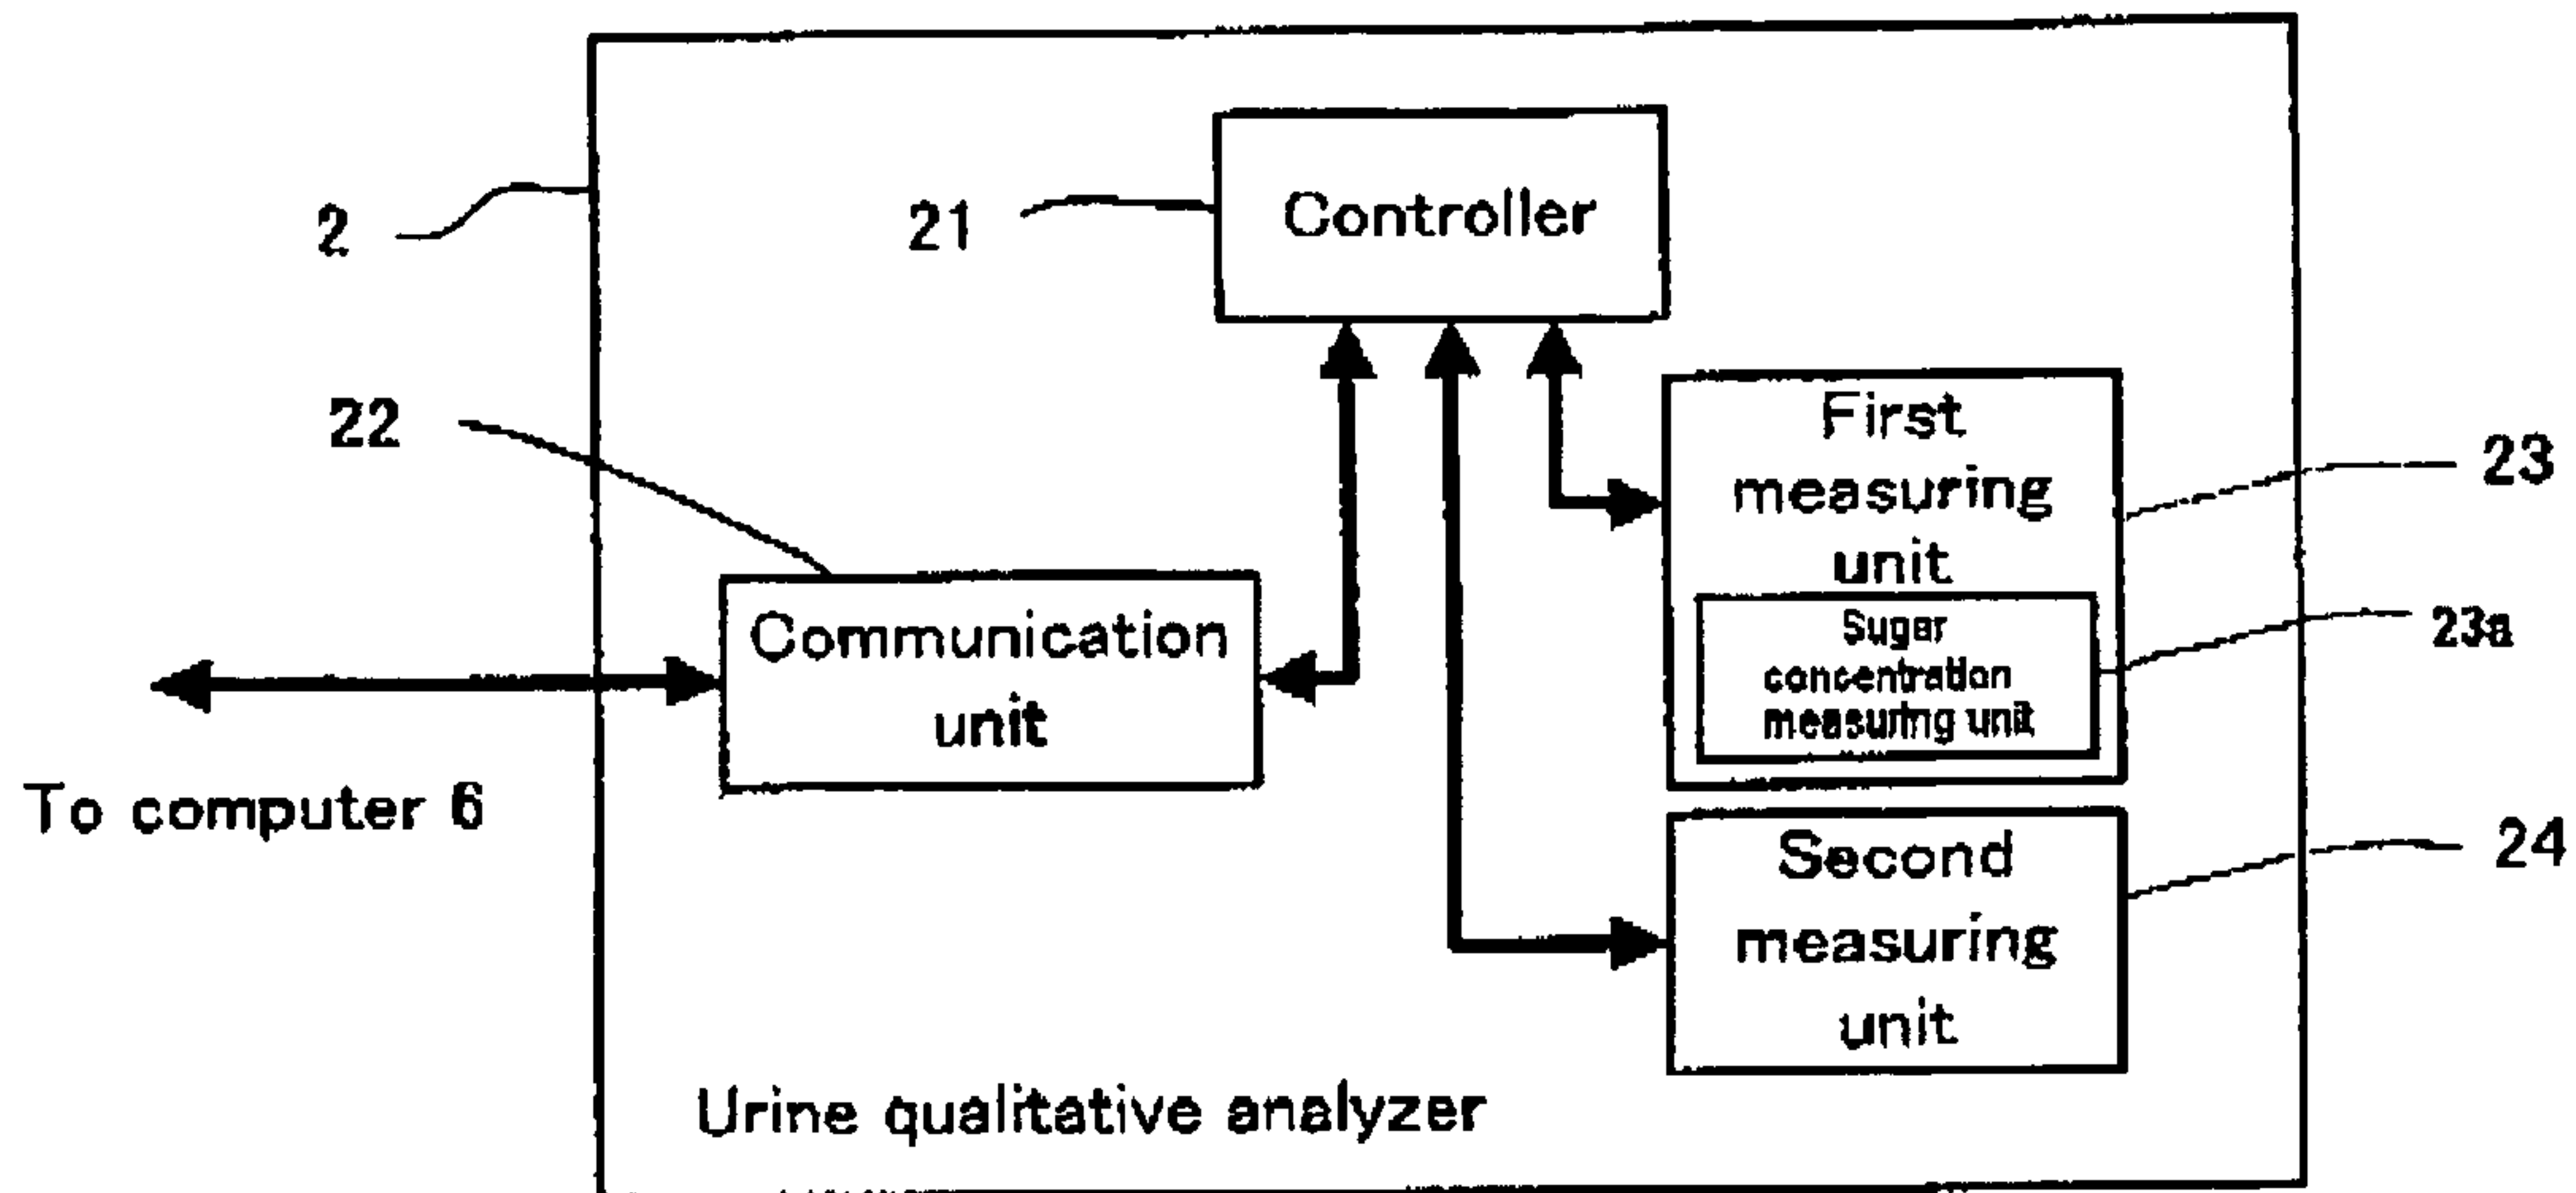 2
21
Controller
22
First
measuring
unit
23
Sugar
concentration
measuring unit
23a
Communication
unit
To computer 6
Second
measuring
unit
24
Urine qualitative analyzer